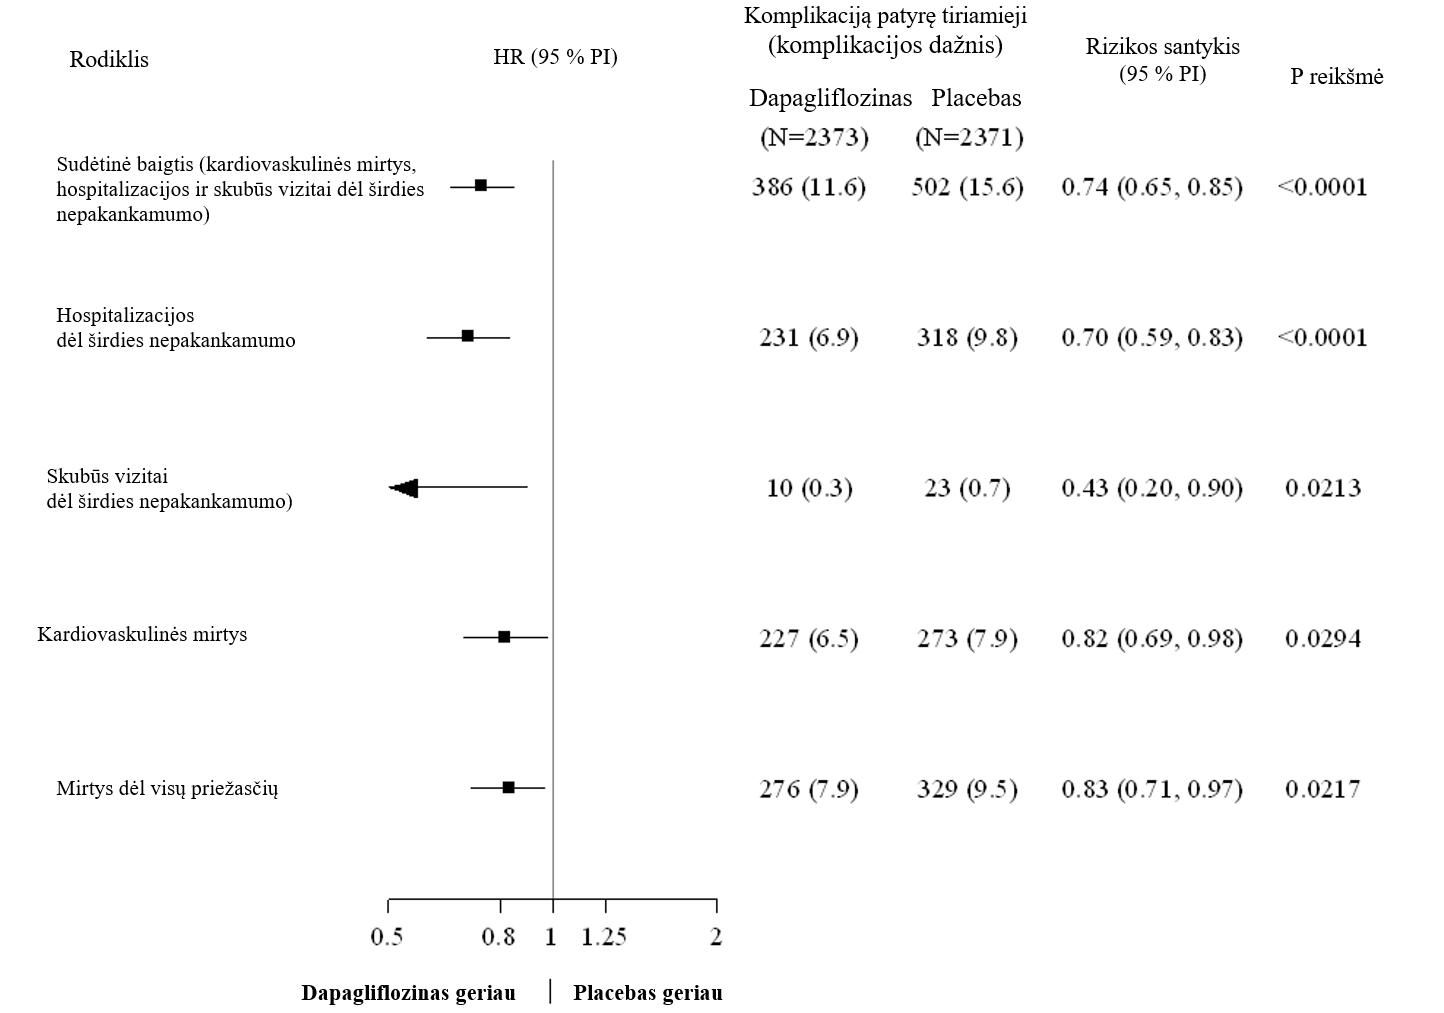 Rodiklis
HR (95 % PI)
Komplikaciją patyrę tiriamieji
(komplikacijos dažnis)
Rizikos santykis
(95 % PI)
P reikšmė
Dapagliflozinas Placebas
(N=2373) (N=2371)
Sudėtinė baigtis (kardiovaskulinės mirtys,
hospitalizacijos ir skubūs vizitai dėl širdies
nepakankamumo)
386 (11.6) 502 (15.6) 0.74 (0.65, 0.85) <0.0001
Hospitalizacijos
dėl širdies nepakankamumo
231 (6.9) 318 (9.8) 0.70 (0.59, 0.83) <0.0001
Skubūs vizitai
dėl širdies nepakankamumo)
10 (0.3) 23 (0.7) 0.43 (0.20, 0.90) 0.0213
Kardiovaskulinės mirtys
227 (6.5) 273 (7.9) 0.82 (0.69, 0.98) 0.0294
Mirtys dėl visų priežasčių
276 (7.9) 329 (9.5) 0.83 (0.71, 0.97) 0.0217
0.5 0.8 1 1.25 2
Dapagliflozinas geriau | Placebas geriau